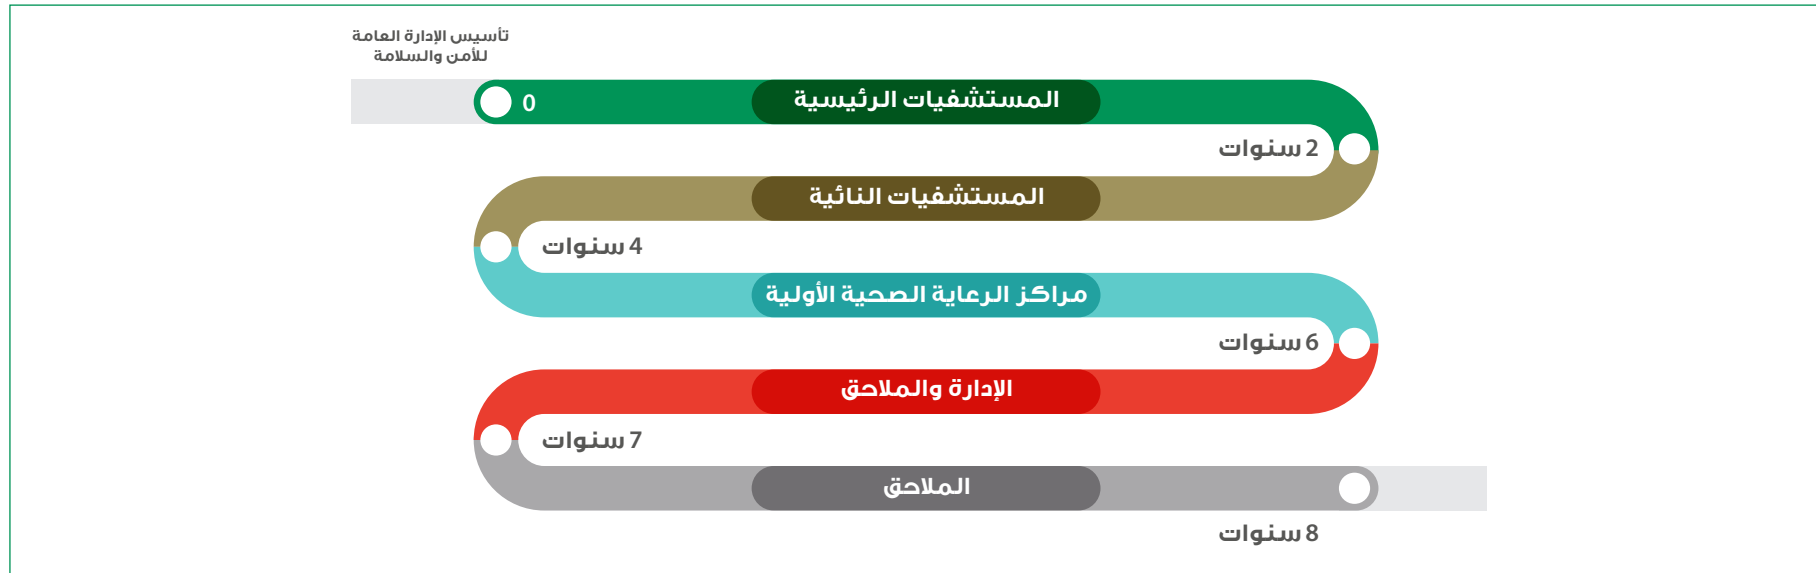 تأسيس الإدارة العامة
للأمن والسلامة
0
المستشفيات الرئيسية
2 سنوات
المستشفيات النائية
4 سنوات
مراكز الرعاية الصحية الأولية
6 سنوات
الإدارة والملاحق
7 سنوات
الملاحق
8 سنوات